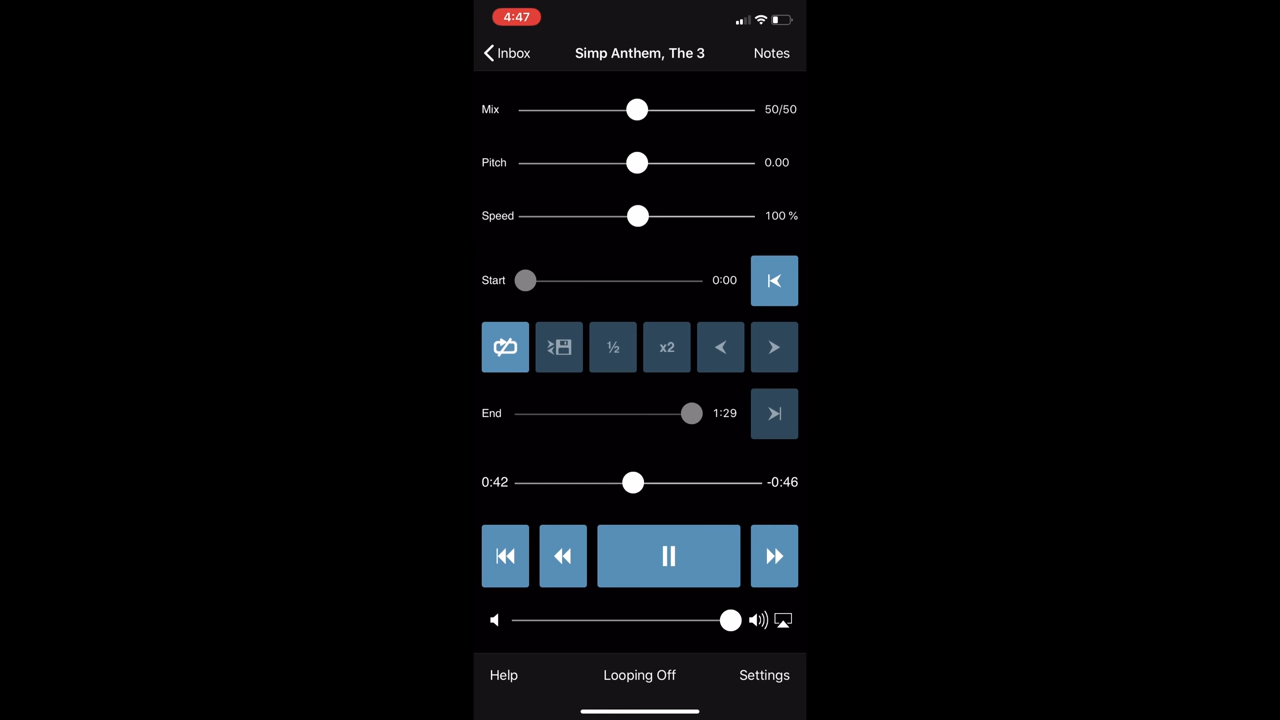 4:47
Inbox
Simp Anthem, The 3
Notes
Mix
50/50
Pitch
0.00
Speed
100 %
Start
0:00
½
x2
End
1:29
0:42
-0:46
Help
Looping Off
Settings